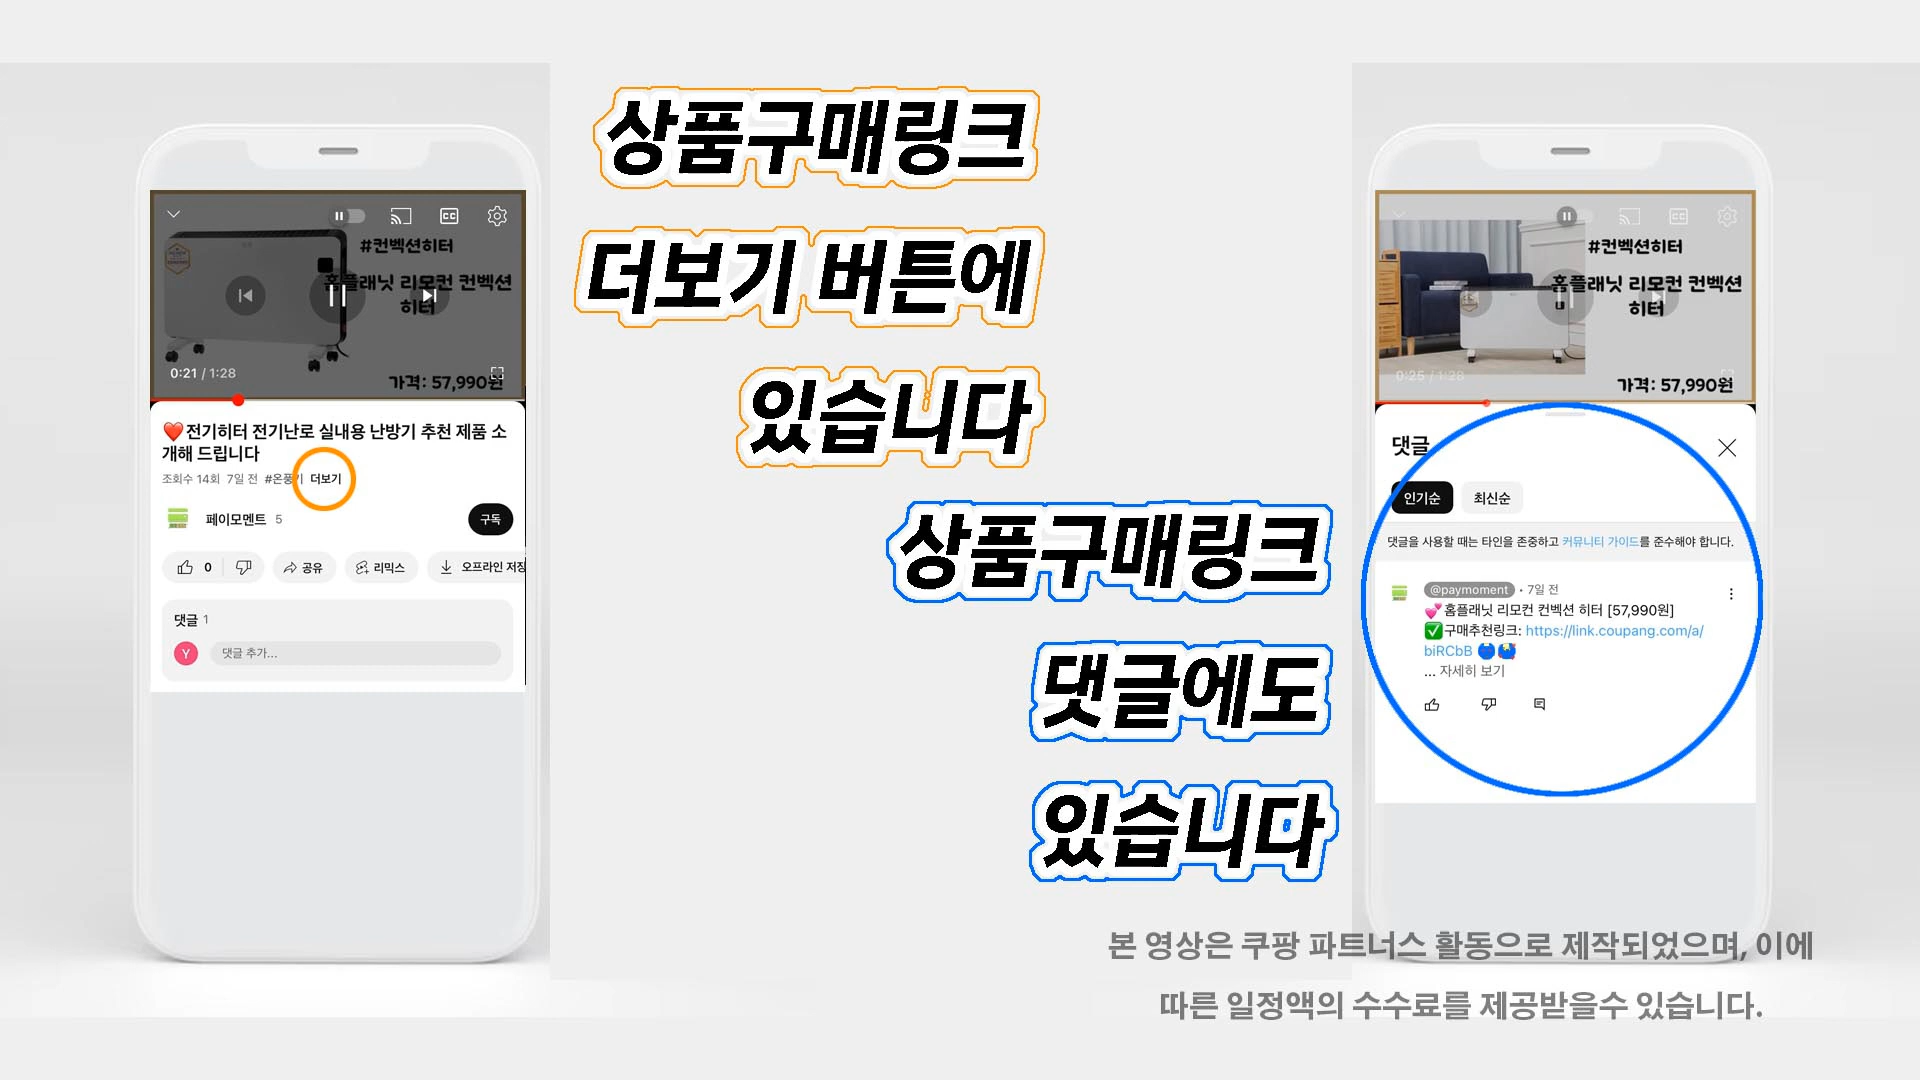 상품구매링크
더보기 버튼에
있습니다
#컨벡션히터
홈플래닛 리모컨 컨벡션
히터
0:21 / 1:28
가격: 57,990원
❤️전기히터 전기난로 실내용 난방기 추천 제품 소
개해 드립니다
조회수 14회 7일 전 #온풍기 더보기
페이모멘트 5
구독
0
공유
리믹스
오프라인 저장
댓글 1
Y
댓글 추가...
상품구매링크
댓글에도
있습니다
#컨벡션히터
홈플래닛 리모컨 컨벡션
히터
0:25 / 1:28
가격: 57,990원
댓글
인기순
최신순
댓글을 사용할 때는 타인을 존중하고 커뮤니티 가이드를 준수해야 합니다.
@paymoment • 7일 전
💕홈플래닛 리모컨 컨벡션 히터 [57,990원]
✅구매추천링크: https://link.coupang.com/a/
biRCbB
... 자세히 보기
본 영상은 쿠팡 파트너스 활동으로 제작되었으며, 이에
따른 일정액의 수수료를 제공받을수 있습니다.